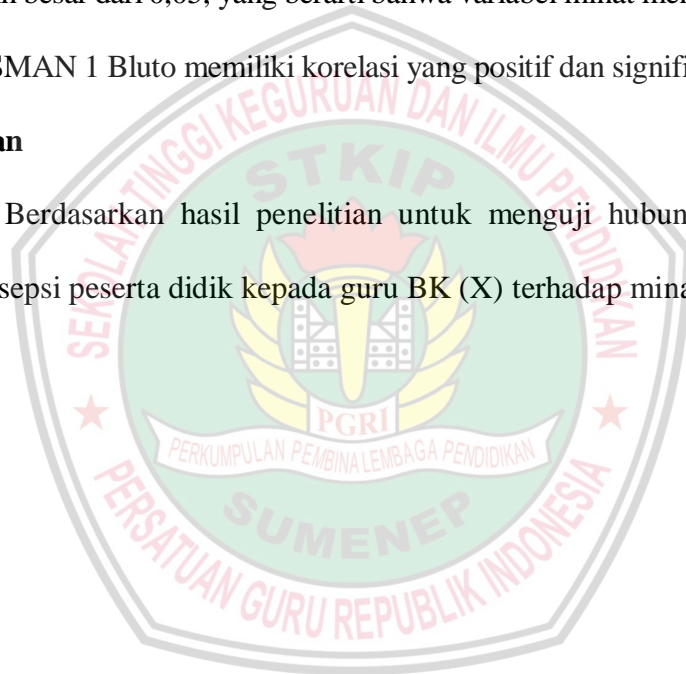 besar dari 0,05, yang berarti bahwa variabel minat
SMAN 1 Bluto memiliki korelasi yang positif dan signifi
an
Berdasarkan hasil penelitian untuk menguji hubun
sepsi peserta didik kepada guru BK (X) terhadap mina
SEKOLAH TINGGI KEGURUAN DAN ILMU PENDIDIKAN
STKIP
PGRI
PERKUMPULAN PEMBINA LEMBAGA PENDIDIKAN
SUMENEP
PERSATUAN GURU REPUBLIK INDONESIA